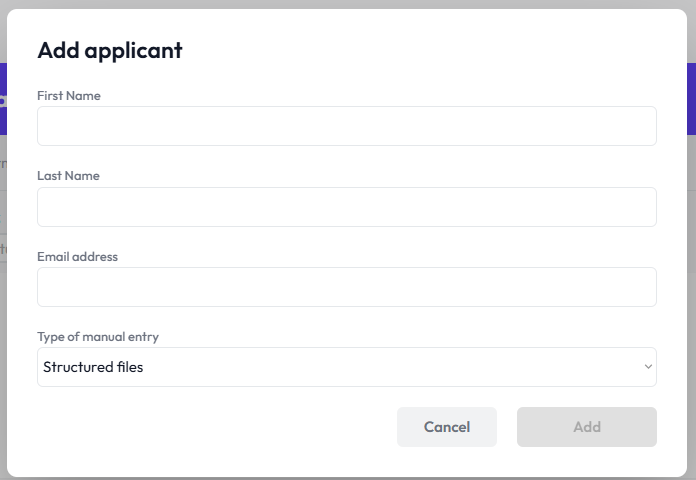 Add applicant
First Name
Last Name
Email address
Type of manual entry
Structured files
Cancel
Add